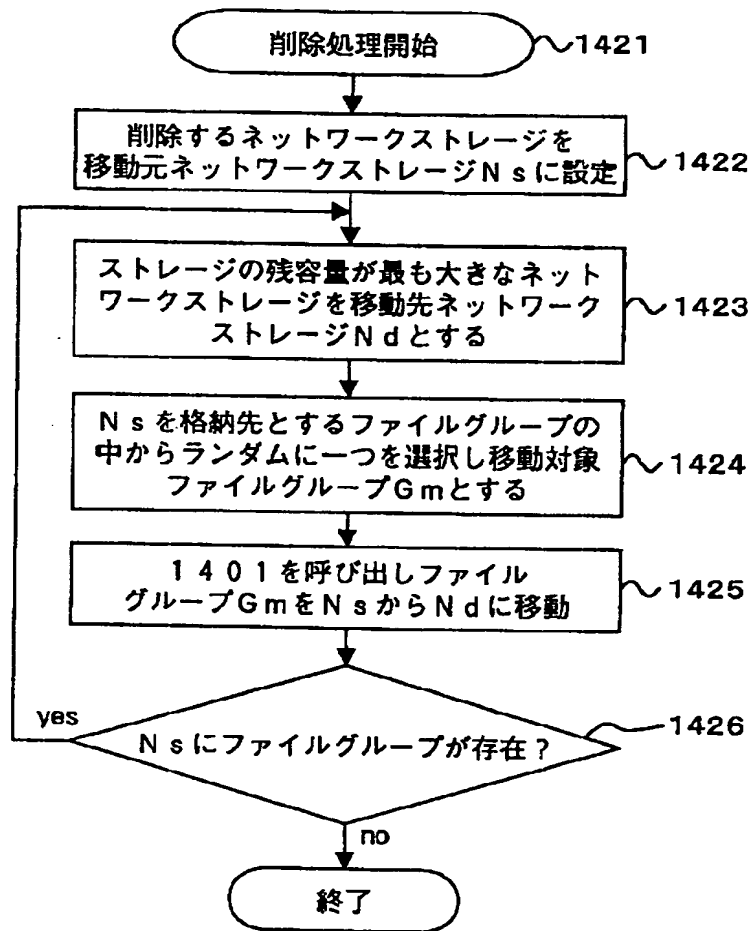 削除処理開始
1421
削除するネットワークストレージを
移動元ネットワークストレージNsに設定
1422
ストレージの残容量が最も大きなネット
ワークストレージを移動先ネットワーク
ストレージNdとする
1423
Nsを格納先とするファイルグループの
中からランダムに一つを選択し移動対象
ファイルグループGmとする
1424
1401を呼び出しファイル
グループGmをNsからNdに移動
1425
yes
Nsにファイルグループが存在?
1426
no
終了